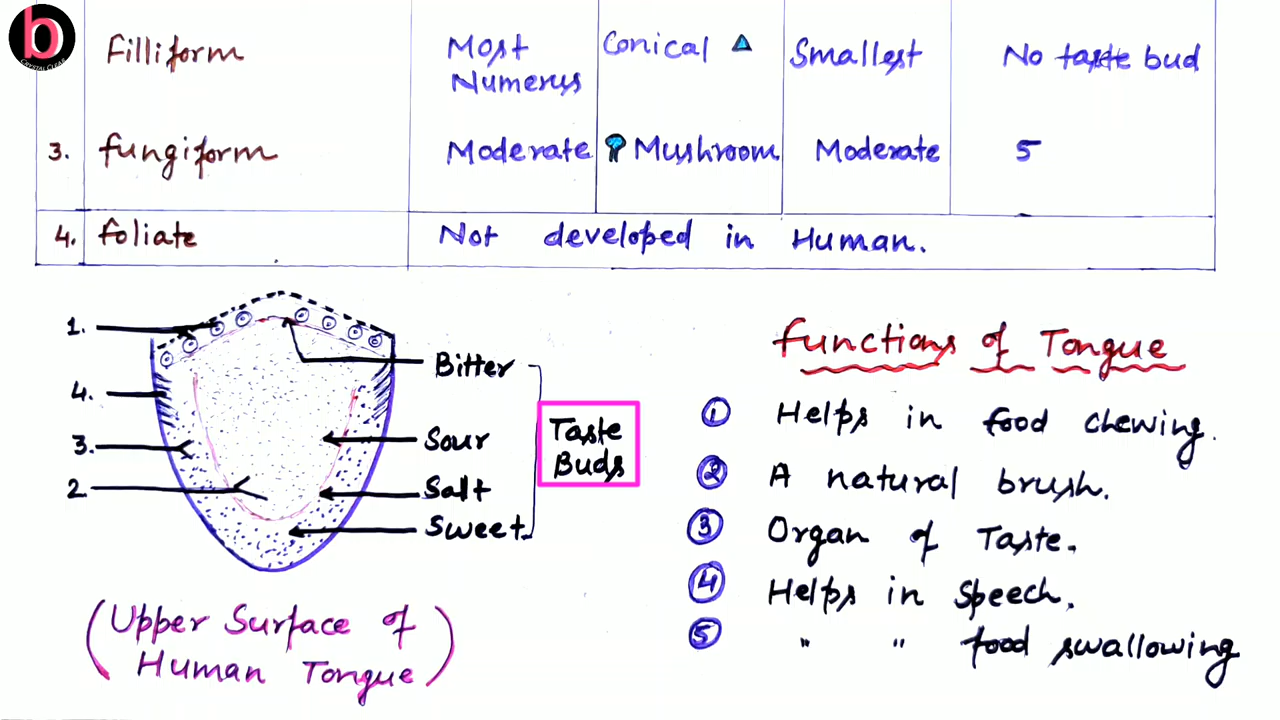 b
CRYSTAL CLEAR
Filliform Most Numerus Conical Smallest No taste bud
3. fungiform Moderate Mushroom Moderate 5
4. foliate Not developed in Human.
1.
4.
3.
2
Bitter
Sour
Salt
Sweet
Taste
Buds
(Upper Surface of
Human Tongue)
functions of Tongue
① Helps in food chewing.
② A natural brush.
③ Organ of Taste.
④ Helps in Speech.
⑤ " " food swallowing